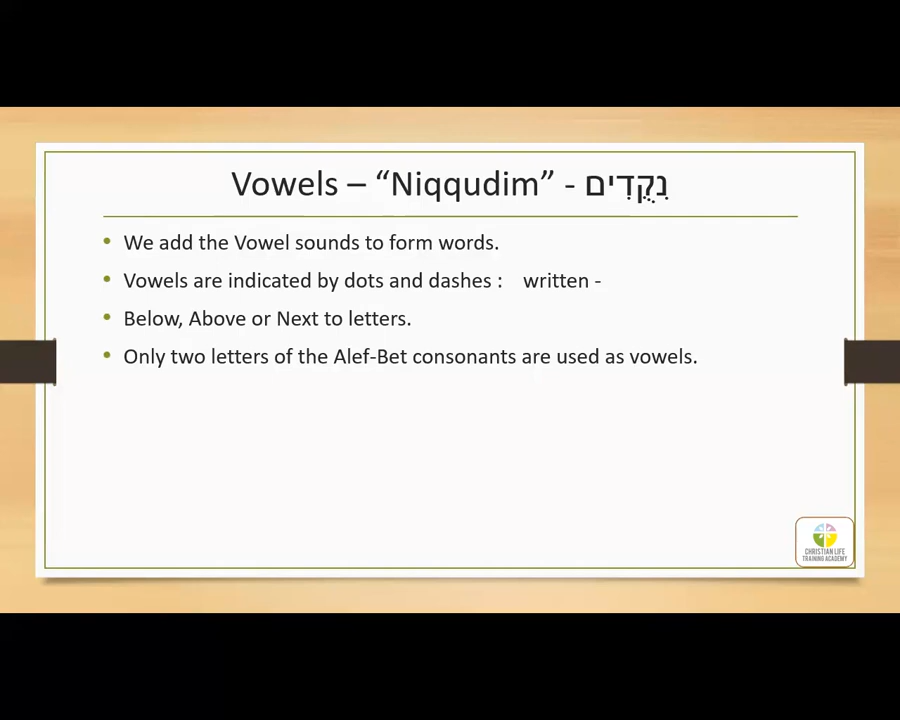 Vowels – “Niqqudim” - נִקֻדִים
We add the Vowel sounds to form words.
Vowels are indicated by dots and dashes : written -
Below, Above or Next to letters.
Only two letters of the Alef-Bet consonants are used as vowels.
CHRISTIAN LIFE
TRAINING ACADEMY